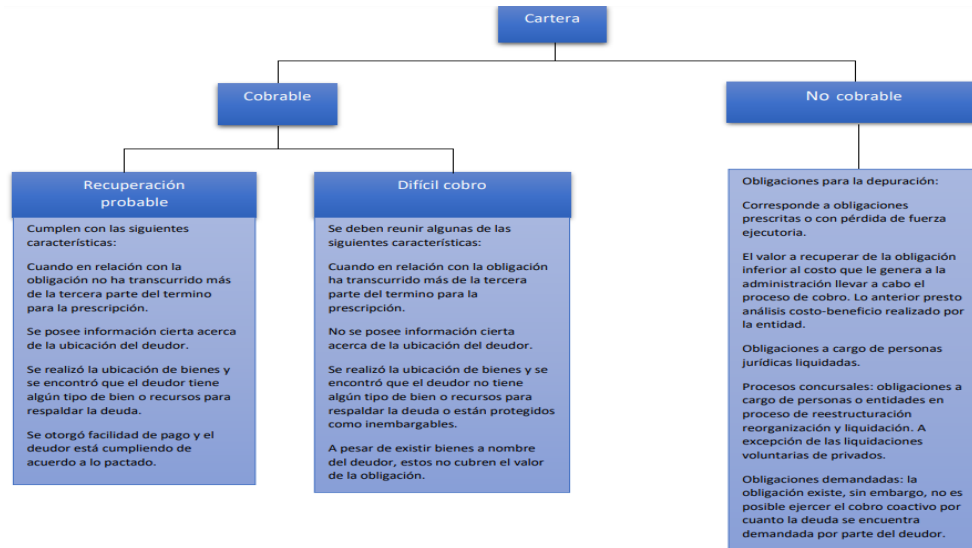 Cartera
Cobrable
No cobrable
Recuperación
probable
Cumplen con las siguientes
características:
Cuando en relación con la
obligación no ha transcurrido más
de la tercera parte del termino
para la prescripción.
Se posee información cierta acerca
de la ubicación del deudor.
Se realizó la ubicación de bienes y
se encontró que el deudor tiene
algún tipo de bien o recursos para
respaldar la deuda.
Se otorgó facilidad de pago y el
deudor está cumpliendo de
acuerdo a lo pactado.
Difícil cobro
Se deben reunir algunas de las
siguientes características:
Cuando en relación con la obligación
ha transcurrido más de la tercera
parte del termino para la
prescripción.
No se posee información cierta
acerca de la ubicación del deudor.
Se realizó la ubicación de bienes y se
encontró que el deudor no tiene
algún tipo de bien o recursos para
respaldar la deuda o están protegidos
como inembargables.
A pesar de existir bienes a nombre
del deudor, estos no cubren el valor
de la obligación.
Obligaciones para la depuración:
Corresponde a obligaciones
prescritas o con pérdida de fuerza
ejecutoria.
El valor a recuperar de la obligación
inferior al costo que le genera a la
administración llevar a cabo el
proceso de cobro. Lo anterior presto
análisis costo-beneficio realizado por
la entidad.
Obligaciones a cargo de personas
jurídicas liquidadas.
Procesos concursales: obligaciones a
cargo de personas o entidades en
proceso de reestructuración
reorganización y liquidación. A
excepción de las liquidaciones
voluntarias de privados.
Obligaciones demandadas: la
obligación existe, sin embargo, no es
posible ejercer el cobro coactivo por
cuanto la deuda se encuentra
demandada por parte del deudor.